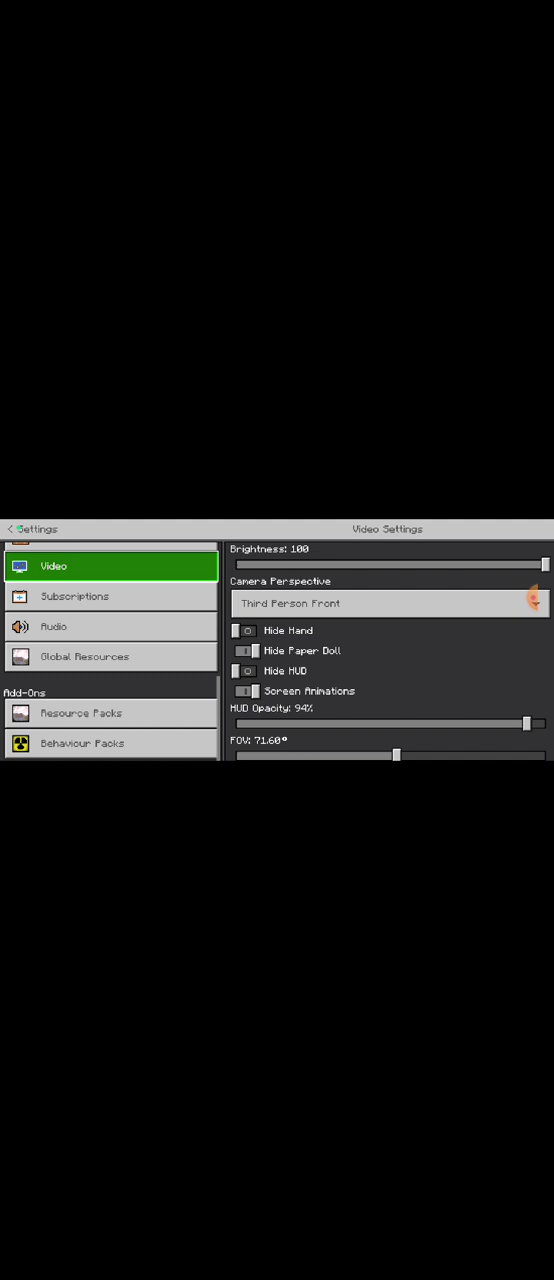 < Settings
Video Settings
Video
Subscriptions
Audio
Global Resources
Add-Ons
Resource Packs
Behaviour Packs
Brightness: 100
Camera Perspective
Third Person Front
Hide Hand
Hide Paper Doll
Hide HUD
Screen Animations
HUD Opacity: 94%
FOV: 71.60°